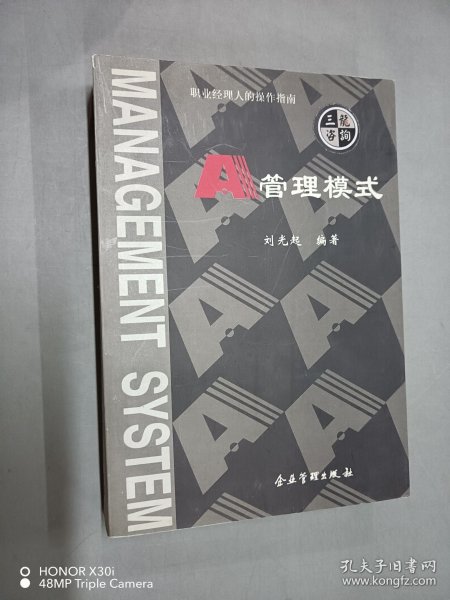 职业经理人的操作指南
三龍
咨詢
A管理模式
刘光起 编著
MANAGEMENT SYSTEM
企业管理出版社
HONOR X30i
48MP Triple Camera
孔夫子旧书网
kongfz.com